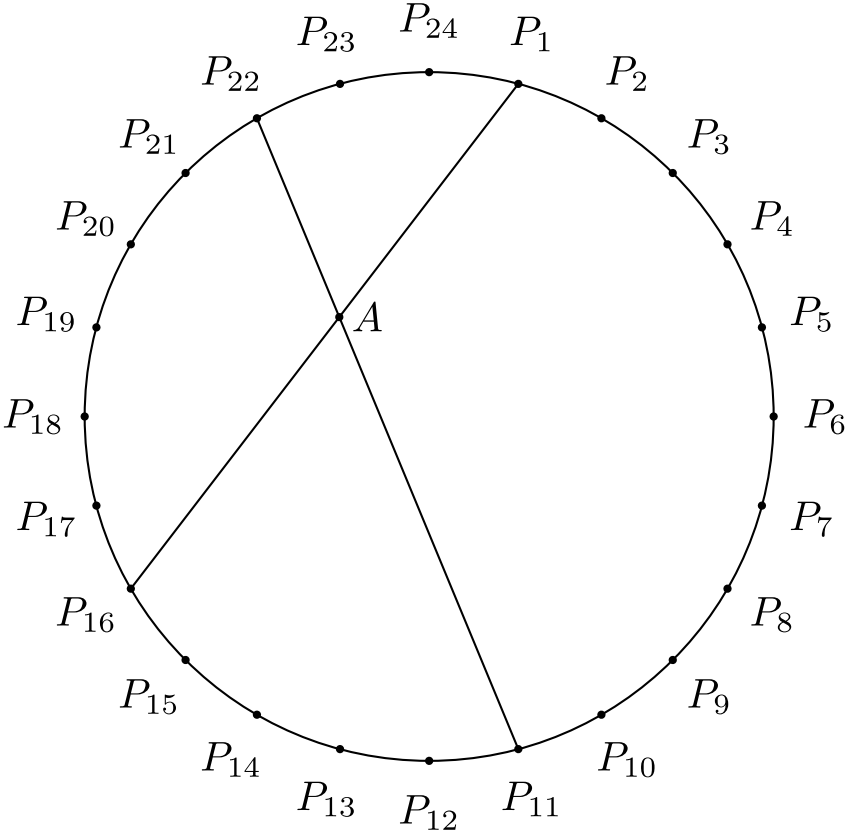 P₂₄
P₂₃ P₁
P₂₂ P₂
P₂₁ P₃
P₂₀ P₄
P₁₉ A P₅
P₁₈ P₆
P₁₇ P₇
P₁₆ P₈
P₁₅ P₉
P₁₄ P₁₀
P₁₃ P₁₁
P₁₂